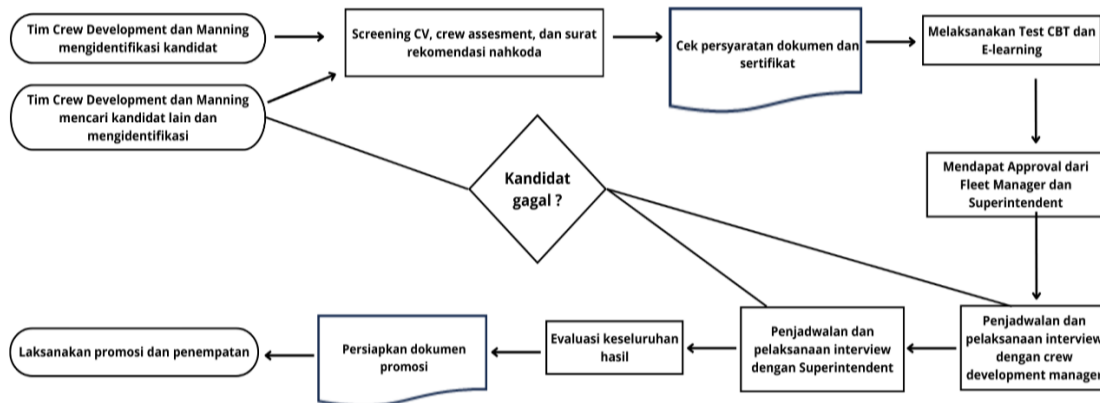 Tim Crew Development dan Manning
mengidentifikasi kandidat
Screening CV, crew assesment, dan surat
rekomendasi nahkoda
Cek persyaratan dokumen dan
sertifikat
Melaksanakan Test CBT dan
E-learning
Tim Crew Development dan Manning
mencari kandidat lain dan
mengidentifikasi
Kandidat
gagal ?
Mendapat Approval dari
Fleet Manager dan
Superintendent
Penjadwalan dan
pelaksanaan interview
dengan crew
development manager
Penjadwalan dan
pelaksanaan interview
dengan Superintendent
Evaluasi keseluruhan
hasil
Persiapkan dokumen
promosi
Laksanakan promosi dan penempatan